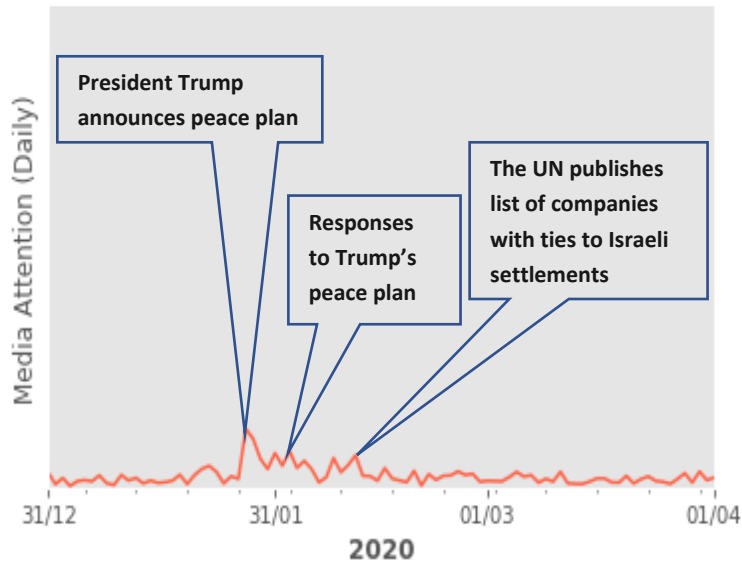 President Trump
announces peace plan
The UN publishes
list of companies
with ties to Israeli
settlements
Responses
to Trump’s
peace plan
Media Attention (Daily)
31/12
31/01
01/03
01/04
2020